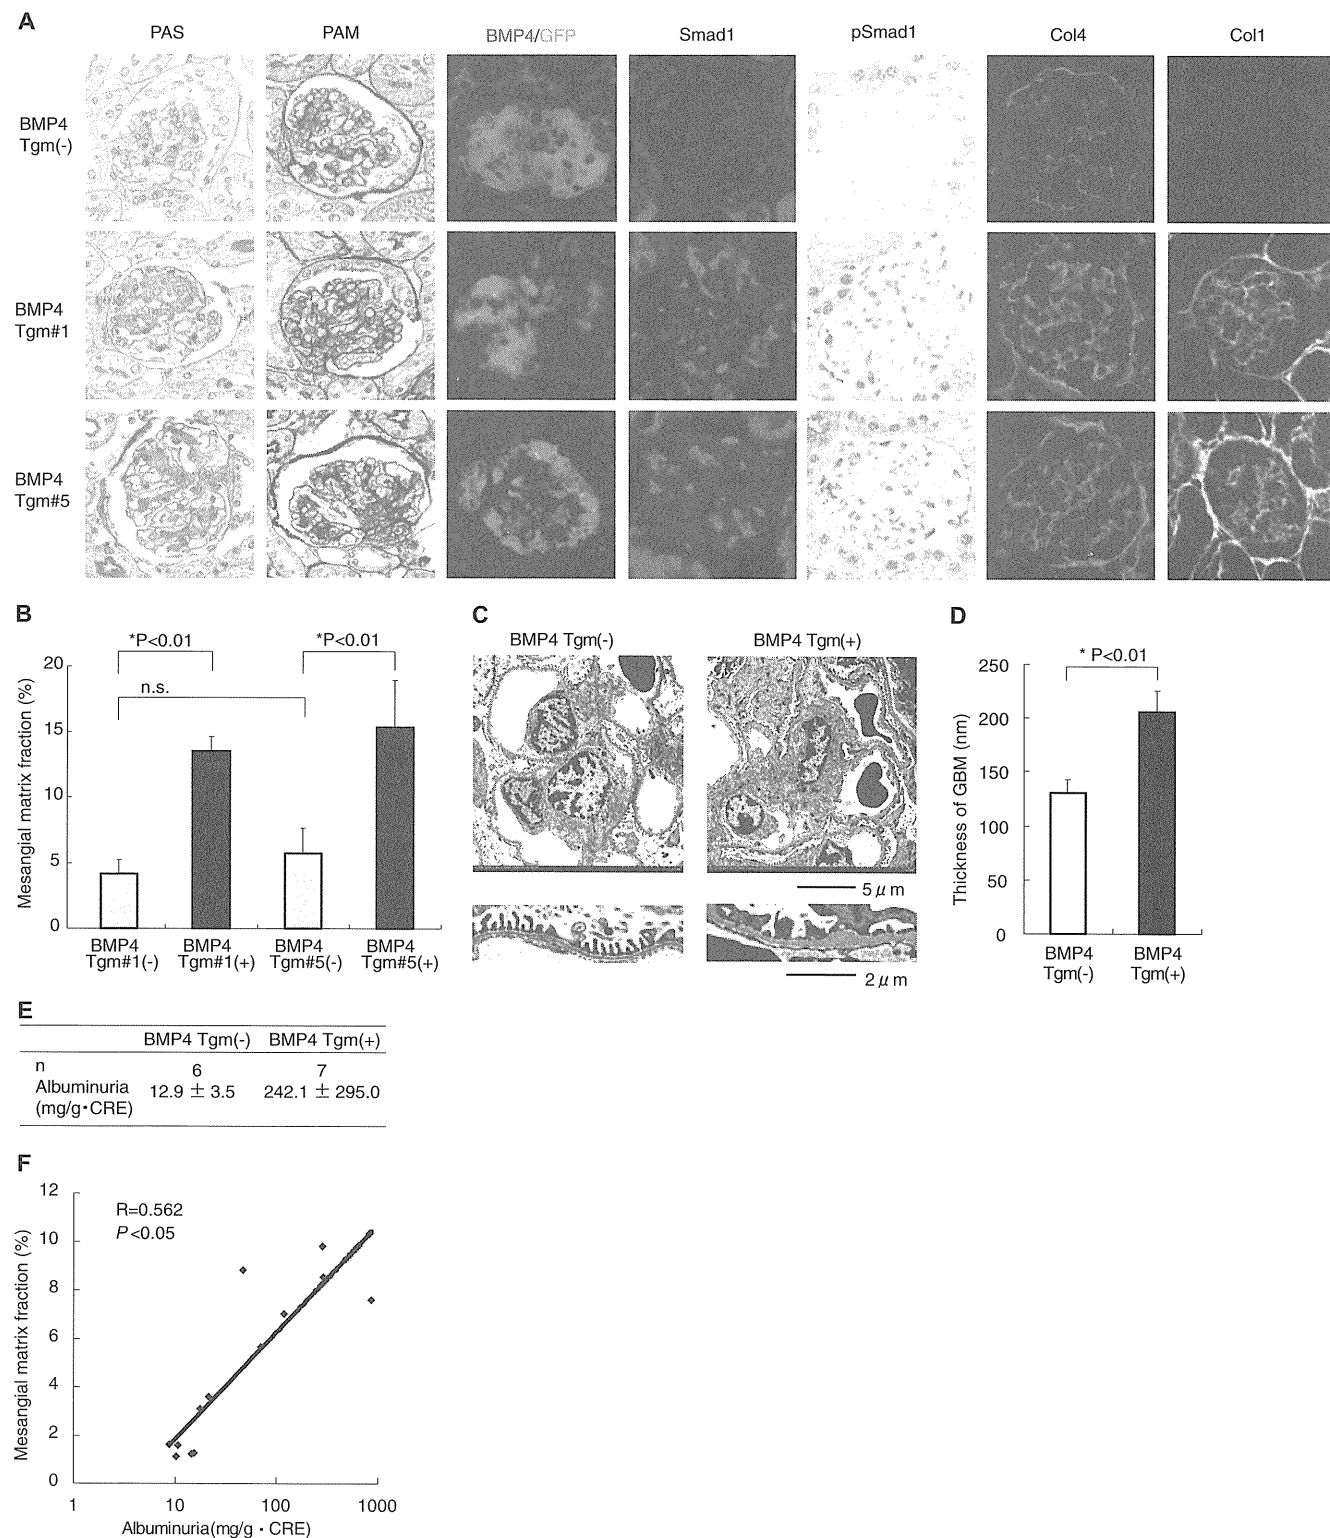 A
PAS PAM BMP4/GFP Smad1 pSmad1 Col4 Col1
BMP4
Tgm(-)
BMP4
Tgm#1
BMP4
Tgm#5
B
*P<0.01 *P<0.01
n.s.
Mesangial matrix fraction (%)
20
15
10
5
0
BMP4 BMP4 BMP4 BMP4
Tgm#1(-) Tgm#1(+) Tgm#5(-) Tgm#5(+)
C
BMP4 Tgm(-) BMP4 Tgm(+)
5 μm
2 μm
D
* P<0.01
Thickness of GBM (nm)
250
200
150
100
50
0
BMP4 BMP4
Tgm(-) Tgm(+)
E
BMP4 Tgm(-) BMP4 Tgm(+)
n 6 7
Albuminuria 12.9 ± 3.5 242.1 ± 295.0
(mg/g·CRE)
F
R=0.562
P<0.05
Mesangial matrix fraction (%)
12
10
8
6
4
2
0
1 10 100 1000
Albuminuria(mg/g · CRE)